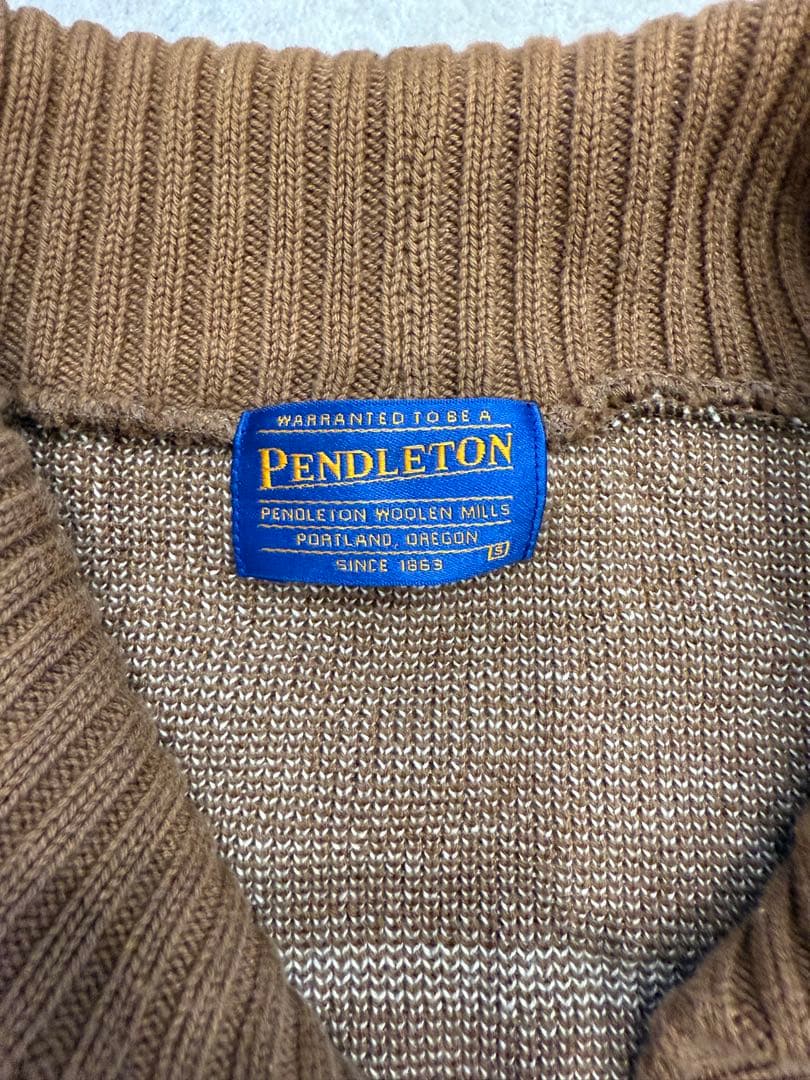 WARRANTED TO BE A
PENDLETON
PENDLETON WOOLEN MILLS
PORTLAND, OREGON
S
SINCE 1863